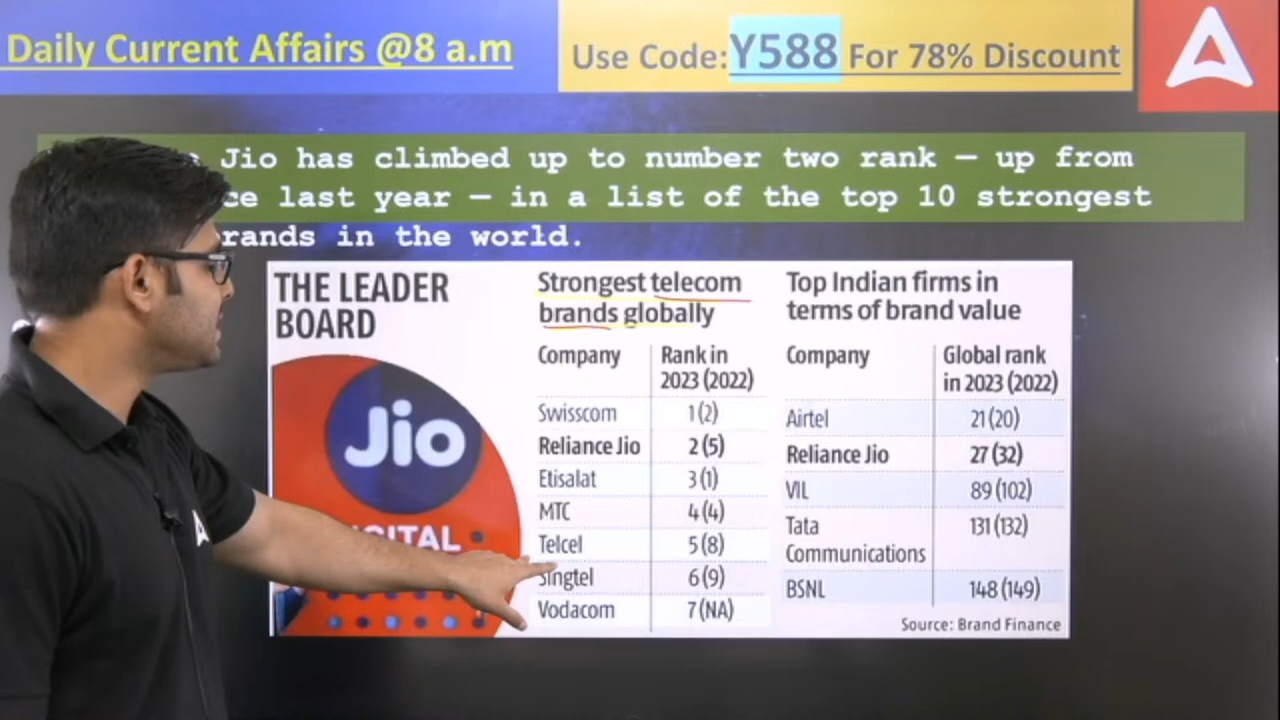 Daily Current Affairs @8 a.m
Use Code:Y588 For 78% Discount
Jio has climbed up to number two rank — up from
last year — in a list of the top 10 strongest
in the world.
THE LEADER
BOARD
Jio
Strongest telecom
brands globally
Company Rank in
2023 (2022)
Swisscom 1(2)
Reliance Jio 2(5)
Etisalat 3(1)
MTC 4(4)
Telcel 5(8)
Singtel 6(9)
Vodacom 7(NA)
Top Indian firms in
terms of brand value
Company Global rank
in 2023 (2022)
Airtel 21(20)
Reliance Jio 27(32)
VIL 89(102)
Tata
Communications 131(132)
BSNL 148(149)
Source: Brand Finance